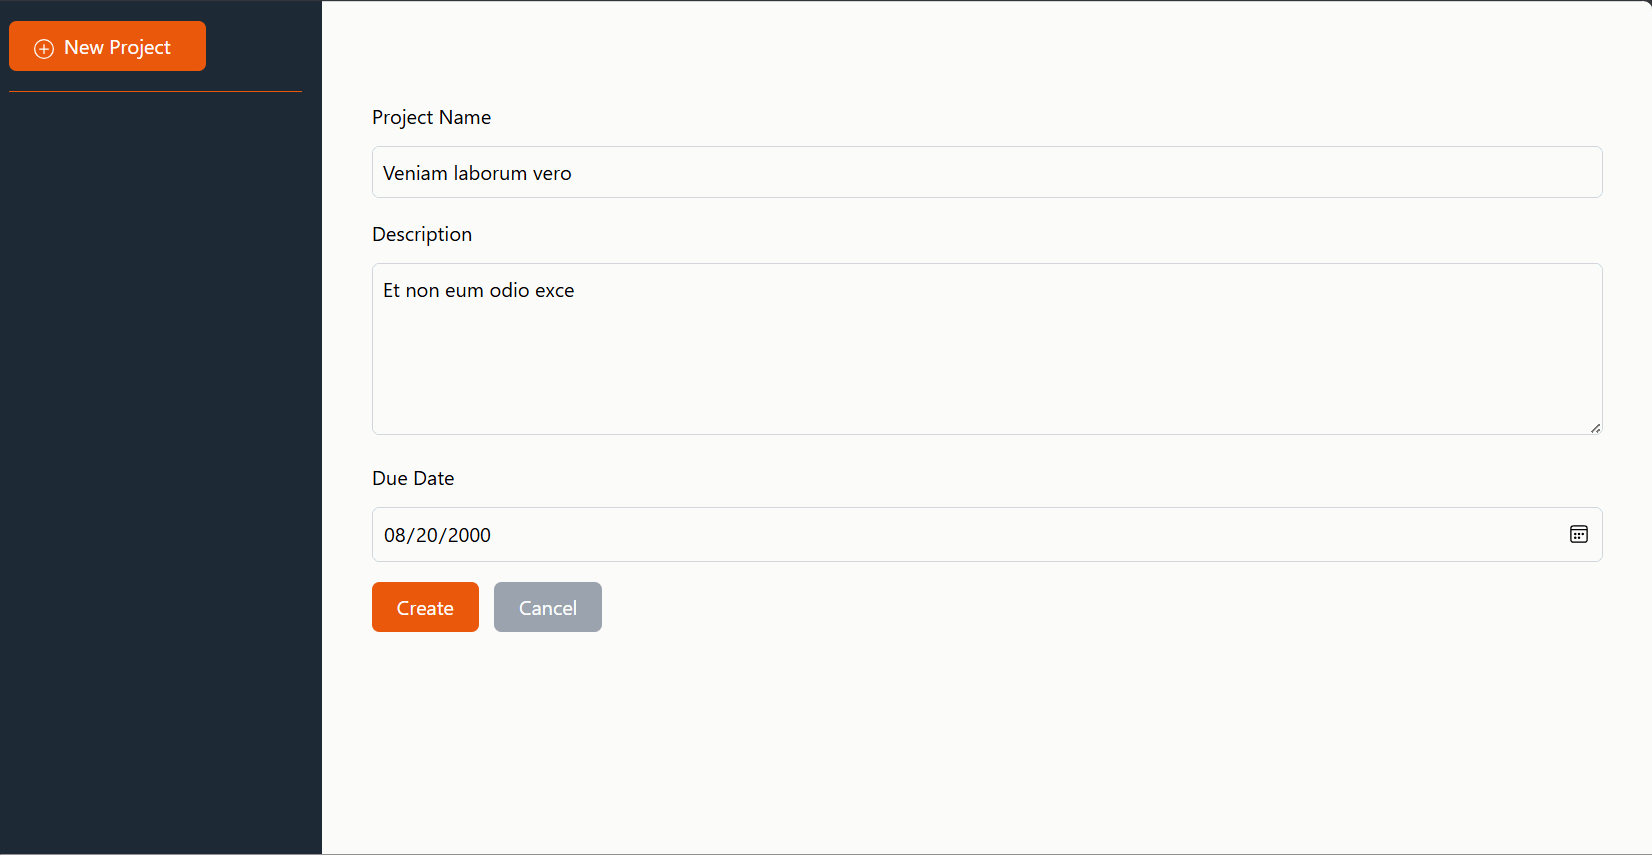 New Project
Project Name
Veniam laborum vero
Description
Et non eum odio exce
Due Date
08/20/2000
Create
Cancel